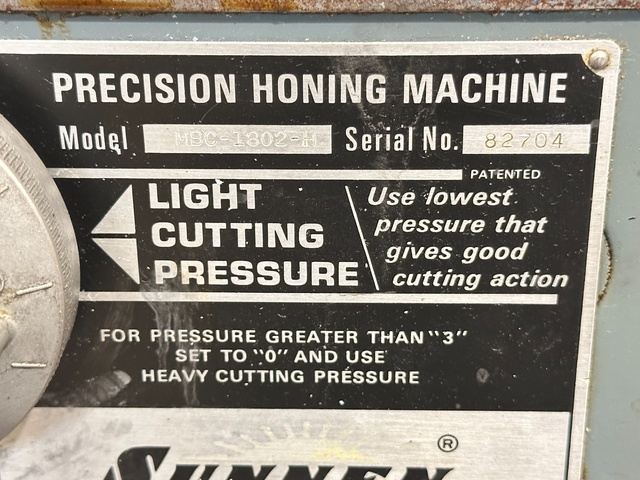 PRECISION HONING MACHINE
Model MBC-1802-H Serial No. 82704
PATENTED
LIGHT
CUTTING
PRESSURE
Use lowest
pressure that
gives good
cutting action
FOR PRESSURE GREATER THAN "3"
SET TO "0" AND USE
HEAVY CUTTING PRESSURE
®
SUNNEN